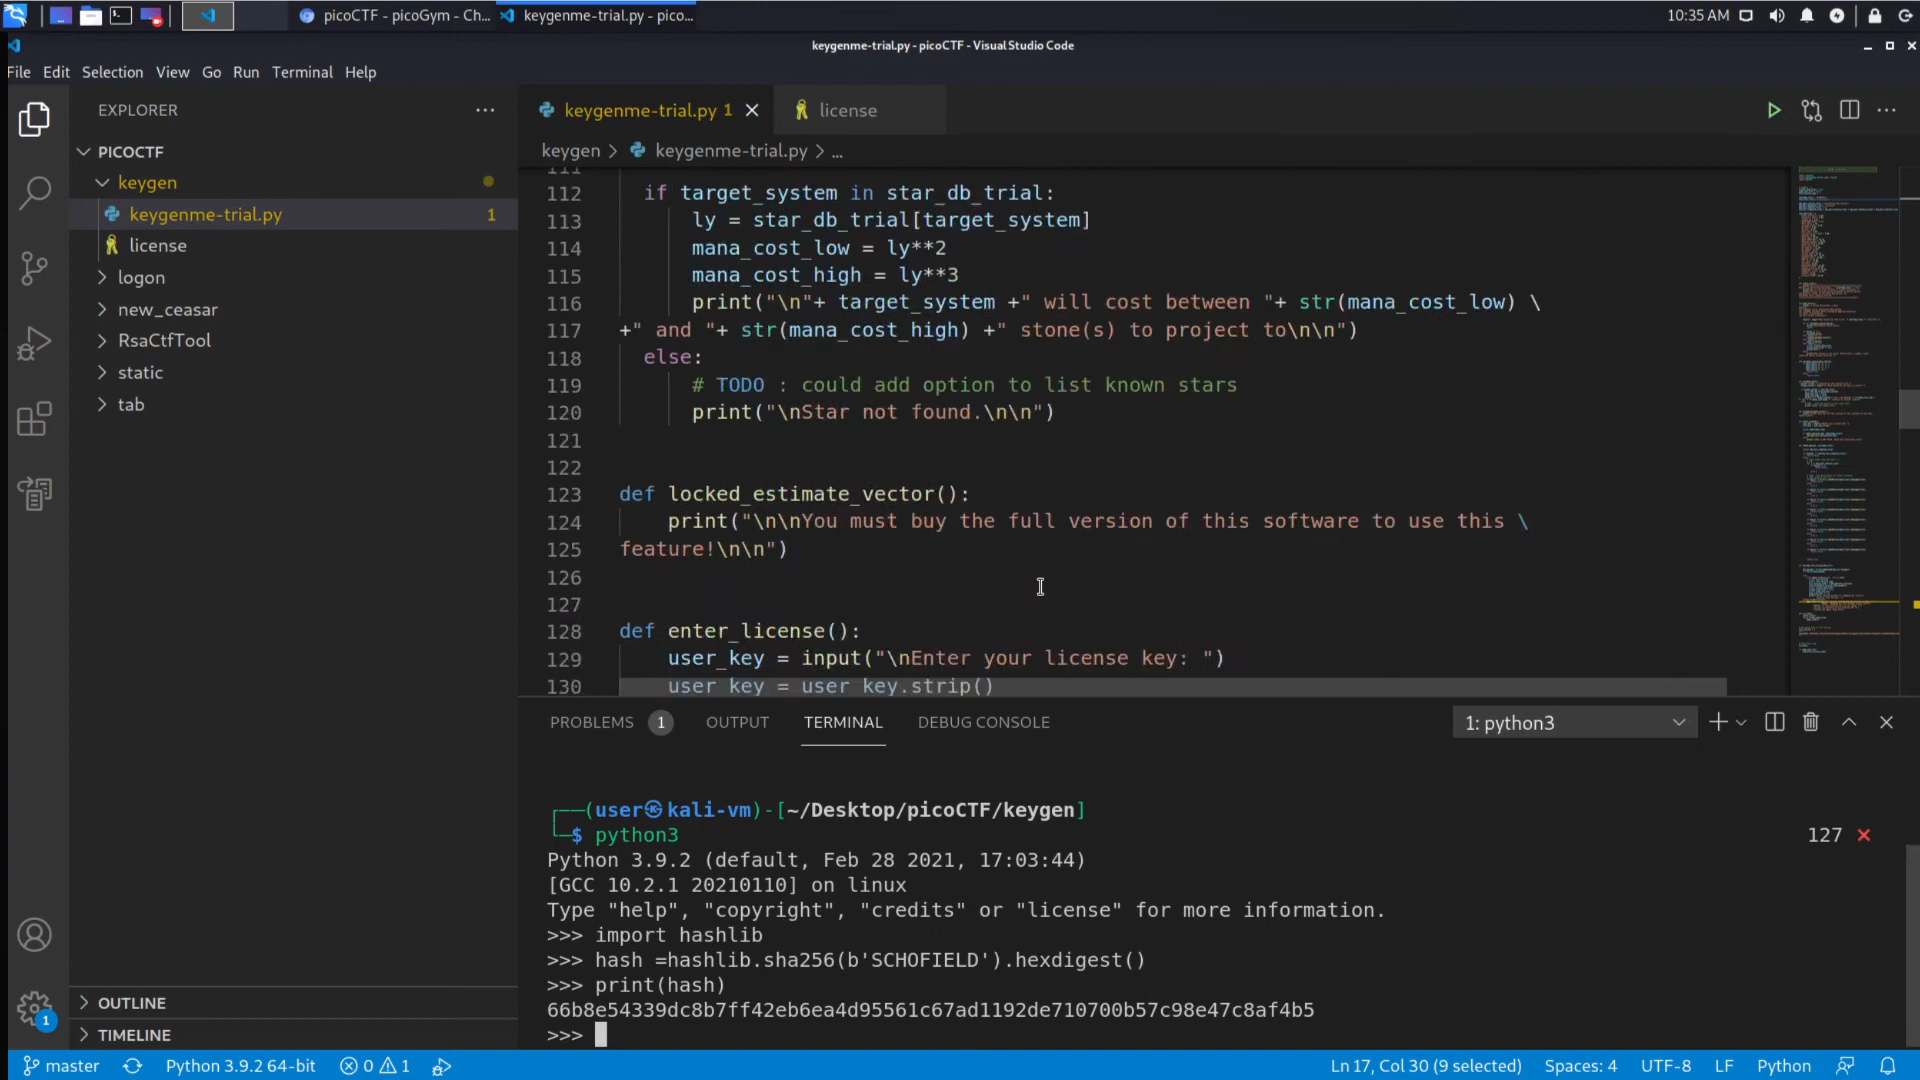 picoCTF - picoGym - Ch...
keygenme-trial.py - pico...
10:35 AM
keygenme-trial.py - picoCTF - Visual Studio Code
File Edit Selection View Go Run Terminal Help
EXPLORER
keygenme-trial.py 1
license
keygen > keygenme-trial.py > ...
PICOCTF
keygen
keygenme-trial.py 1
license
logon
new_ceasar
RsaCtfTool
static
tab
111
112 if target_system in star_db_trial:
113 ly = star_db_trial[target_system]
114 mana_cost_low = ly**2
115 mana_cost_high = ly**3
116 print("\n"+ target_system +" will cost between "+ str(mana_cost_low) \
117 +" and "+ str(mana_cost_high) +" stone(s) to project to\n\n")
118 else:
119 # TODO : could add option to list known stars
120 print("\nStar not found.\n\n")
121
122
123 def locked_estimate_vector():
124 print("\n\nYou must buy the full version of this software to use this \
125 feature!\n\n")
126
127
128 def enter_license():
129 user_key = input("\nEnter your license key: ")
130 user_key = user_key.strip()
PROBLEMS 1 OUTPUT TERMINAL DEBUG CONSOLE
1: python3
(user㉿kali-vm)-[~/Desktop/picoCTF/keygen]
$ python3
127 ×
Python 3.9.2 (default, Feb 28 2021, 17:03:44)
[GCC 10.2.1 20210110] on linux
Type "help", "copyright", "credits" or "license" for more information.
>>> import hashlib
>>> hash =hashlib.sha256(b'SCHOFIELD').hexdigest()
>>> print(hash)
66b8e54339dc8b7ff42eb6ea4d95561c67ad1192de710700b57c98e47c8af4b5
>>>
1
OUTLINE
TIMELINE
master Python 3.9.2 64-bit 0 1
Ln 17, Col 30 (9 selected) Spaces: 4 UTF-8 LF Python